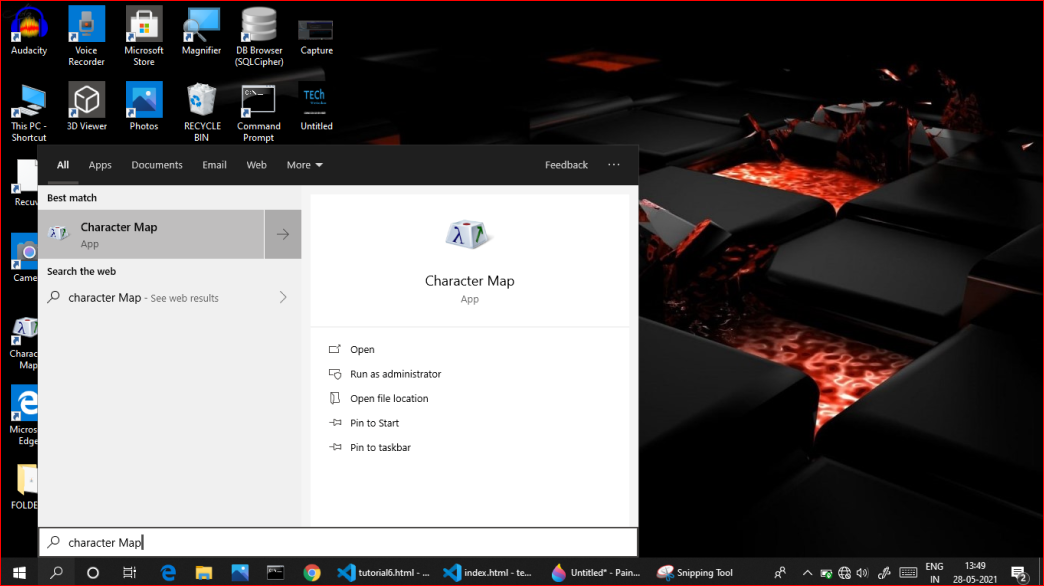 Audacity
Voice
Recorder
Microsoft
Store
Magnifier
DB Browser
(SQLCipher)
Capture
This PC -
Shortcut
3D Viewer
Photos
RECYCLE
BIN
Command
Prompt
TECh
Untitled
Recuv
Came
Charac
Map
Micros
Edge
FOLDE
All Apps Documents Email Web More Feedback ...
Best match
Character Map
App
Search the web
character Map - See web results
Character Map
App
Open
Run as administrator
Open file location
Pin to Start
Pin to taskbar
character Map
tutorial6.html - ... index.html - te... Untitled* - Pain... Snipping Tool
ENG
IN
13:49
28-05-2021
2